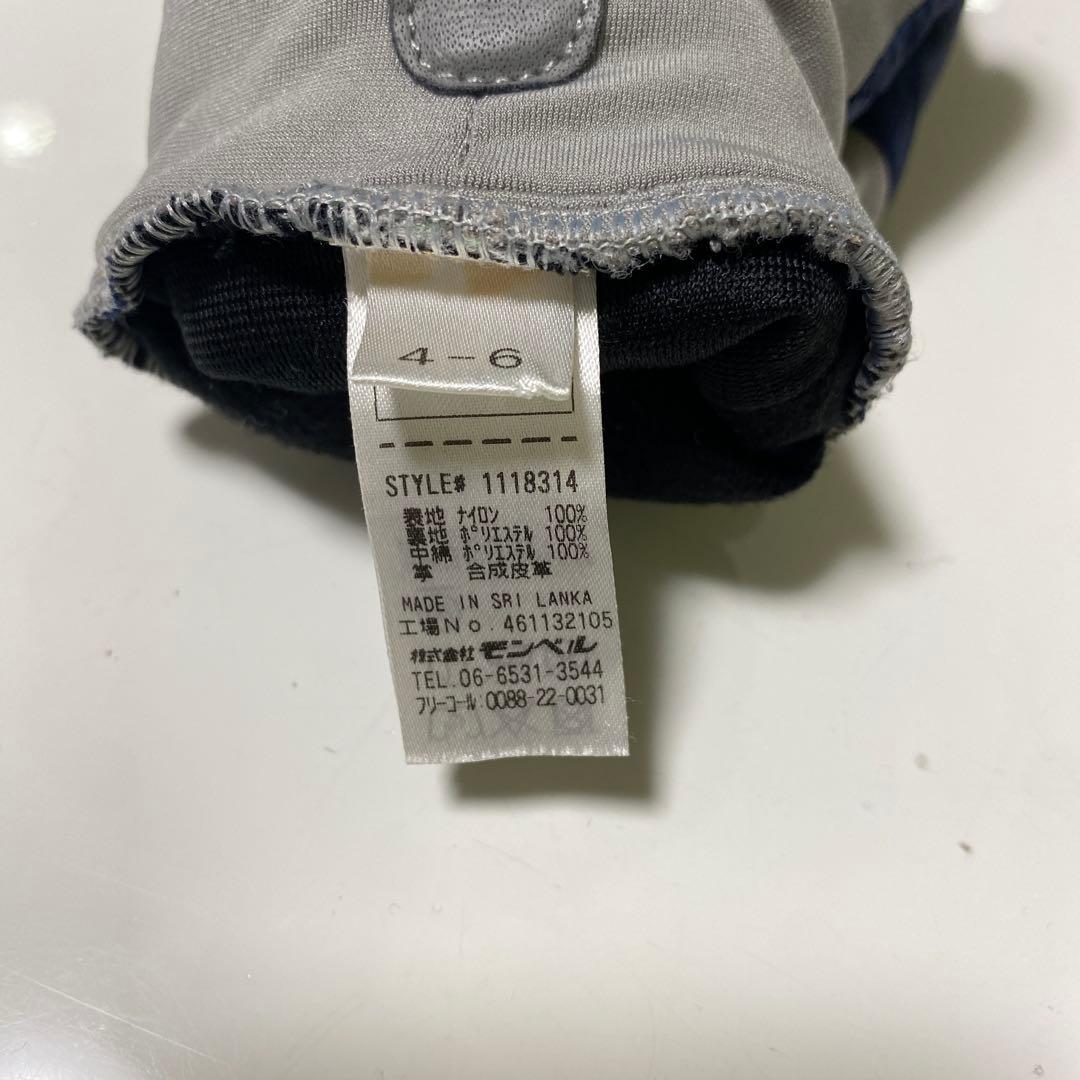 4-6
STYLE# 1118314
表地 ナイロン 100%
裏地 ポリエステル 100%
中綿 ポリエステル 100%
革 合成皮革
MADE IN SRI LANKA
工場No. 461132105
株式会社モンベル
TEL.06-6531-3544
フリーコール:0088-22-0031